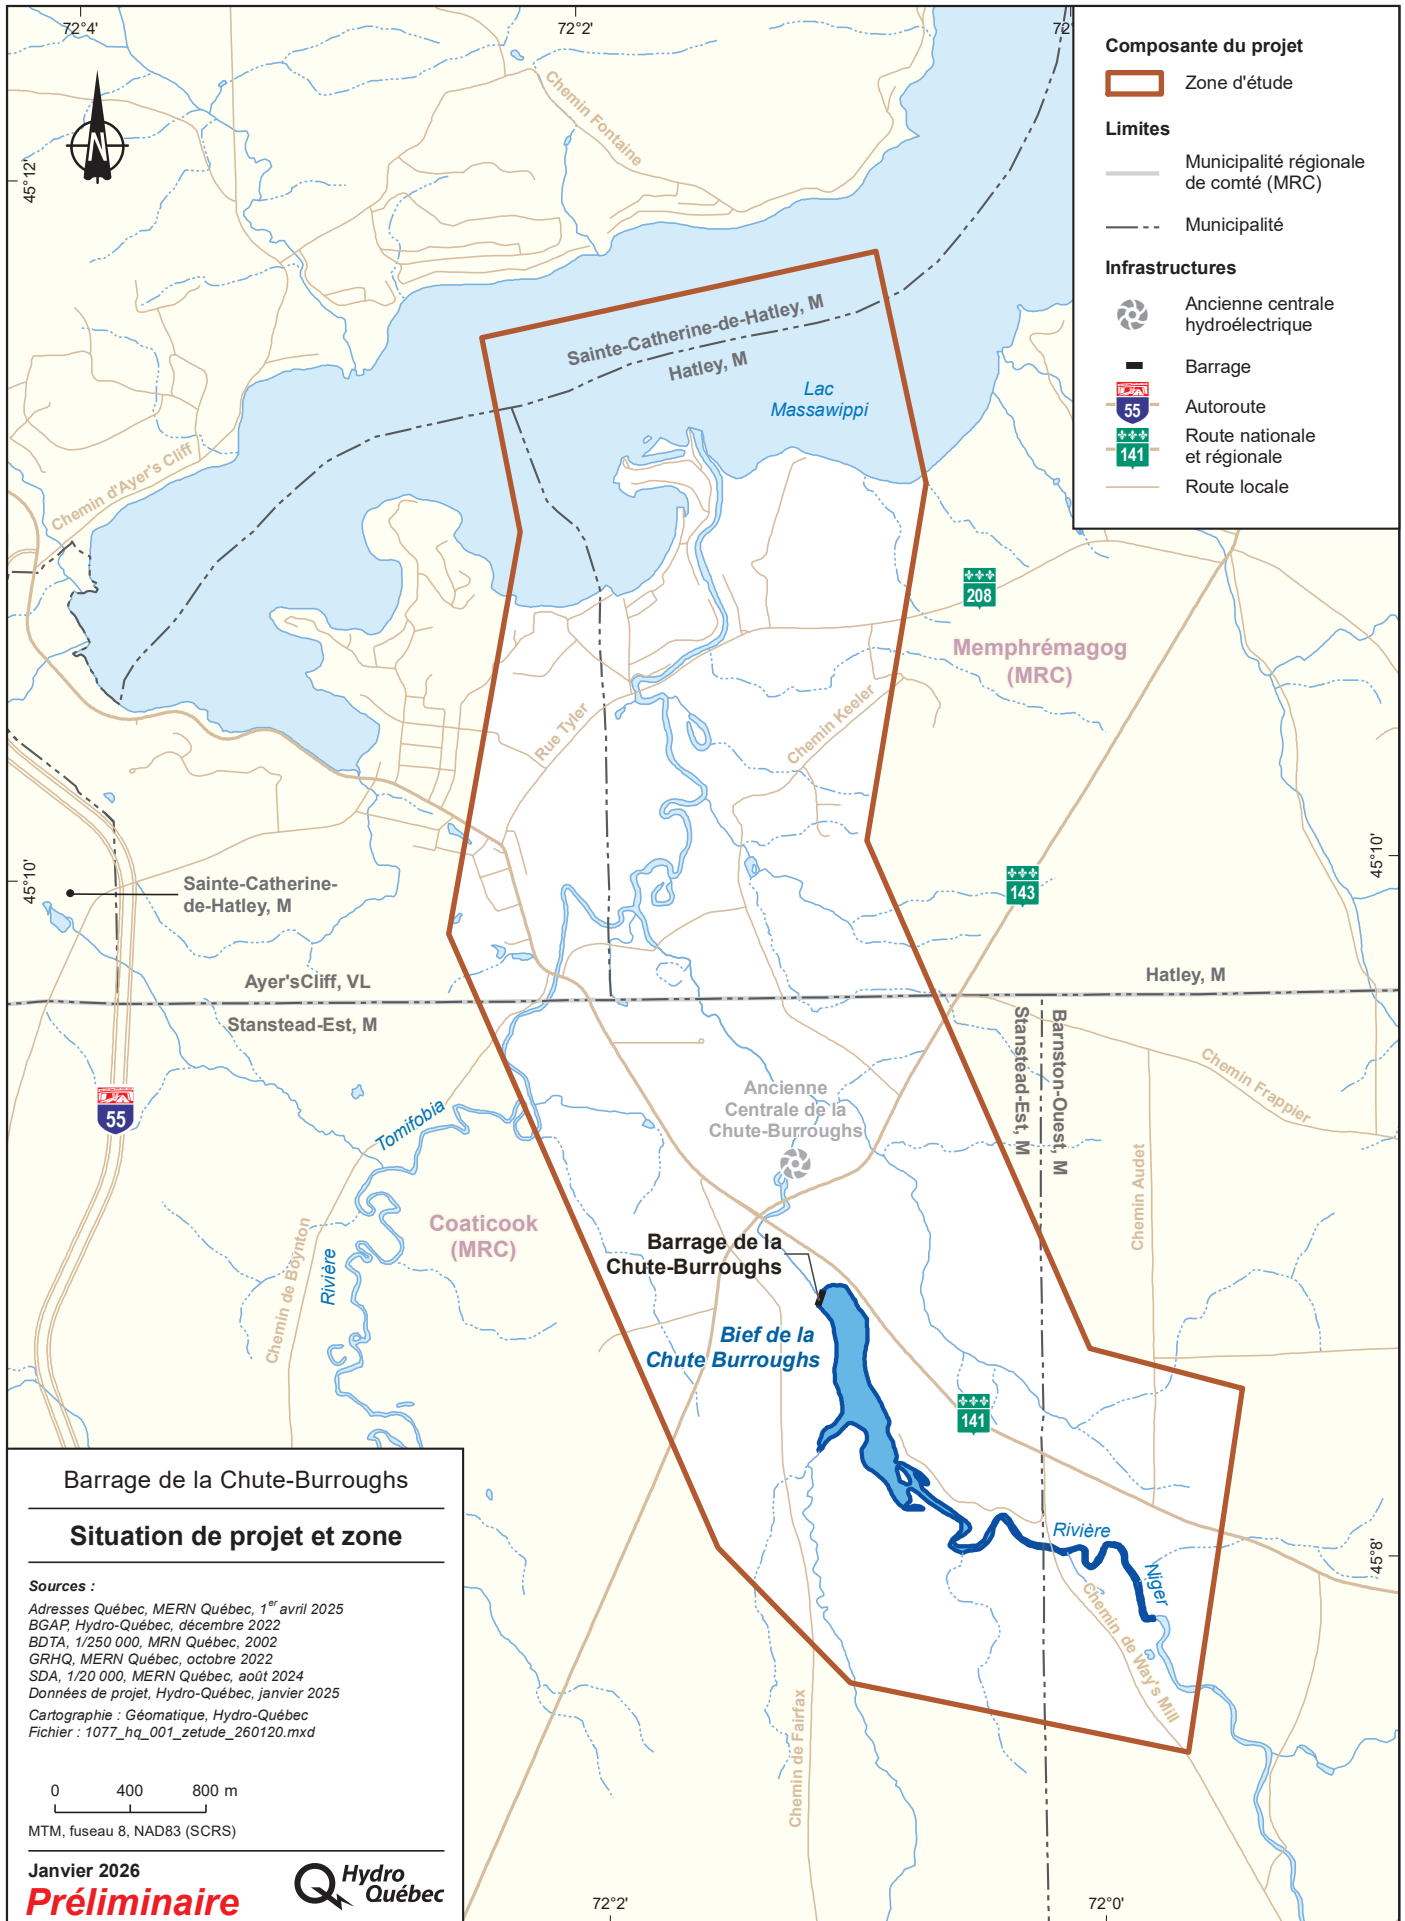 72°4'
72°2'
72°
Composante du projet
Zone d'étude
Limites
Municipalité régionale
de comté (MRC)
Municipalité
Infrastructures
Ancienne centrale
hydroélectrique
Barrage
55
Autoroute
141
Route nationale
et régionale
Route locale
N
45°12'
Chemin Fontaine
Sainte-Catherine-de-Hatley, M
Hatley, M
Lac
Massawippi
Chemin d'Ayer's Cliff
208
Memphrémagog
(MRC)
Rue Tyler
Chemin Keeler
45°10'
45°10'
143
Sainte-Catherine-
de-Hatley, M
Ayer'sCliff, VL
Hatley, M
Stanstead-Est, M
Stanstead-Est, M
Barnston-Ouest, M
Chemin Frappier
55
Tomifobia
Ancienne
Centrale de la
Chute-Burroughs
Chemin Audet
Coaticook
(MRC)
Chemin de Boynton
Rivière
Barrage de la
Chute-Burroughs
Bief de la
Chute Burroughs
141
Rivière
Niger
45°8'
Chemin de Way's Mill
Chemin de Fairfax
Barrage de la Chute-Burroughs
Situation de projet et zone
Sources :
Adresses Québec, MERN Québec, 1er avril 2025
BGAP, Hydro-Québec, décembre 2022
BDTA, 1/250 000, MRN Québec, 2002
GRHQ, MERN Québec, octobre 2022
SDA, 1/20 000, MERN Québec, août 2024
Données de projet, Hydro-Québec, janvier 2025
Cartographie : Géomatique, Hydro-Québec
Fichier : 1077_hq_001_zetude_260120.mxd
0 400 800 m
MTM, fuseau 8, NAD83 (SCRS)
Janvier 2026
Préliminaire
Hydro
Québec
72°2'
72°0'